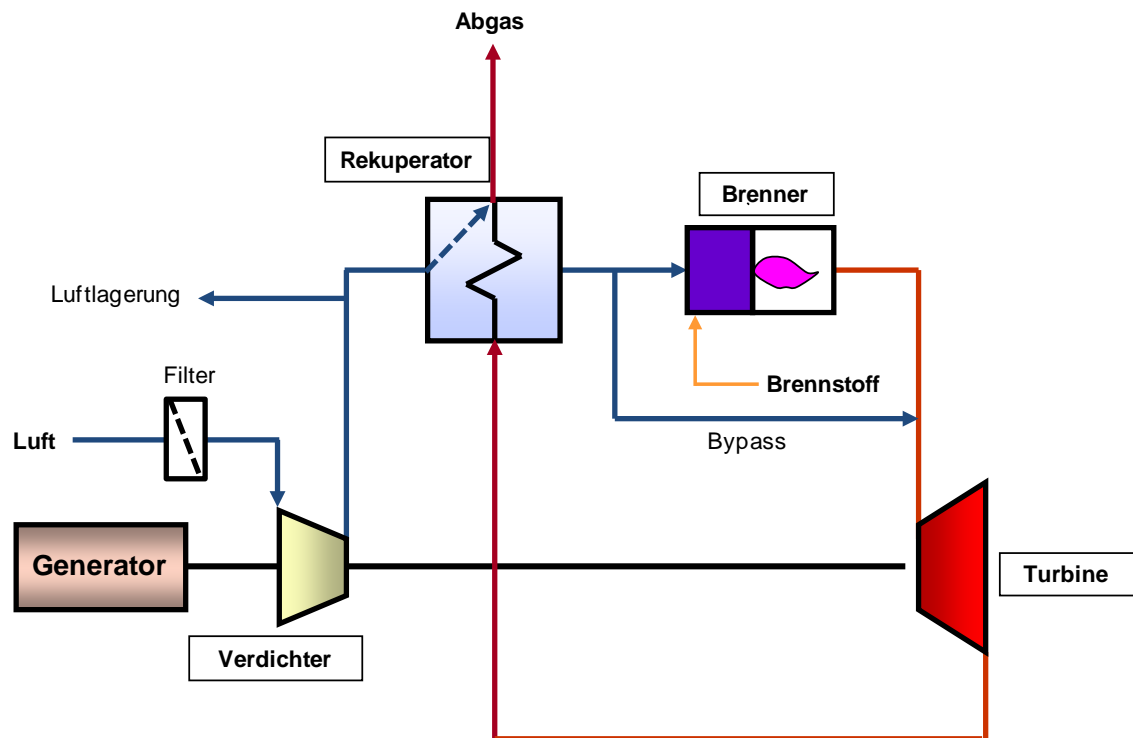 Abgas
Rekuperator
Brenner
Luftlagerung
Filter
Brennstoff
Luft
Bypass
Generator
Turbine
Verdichter